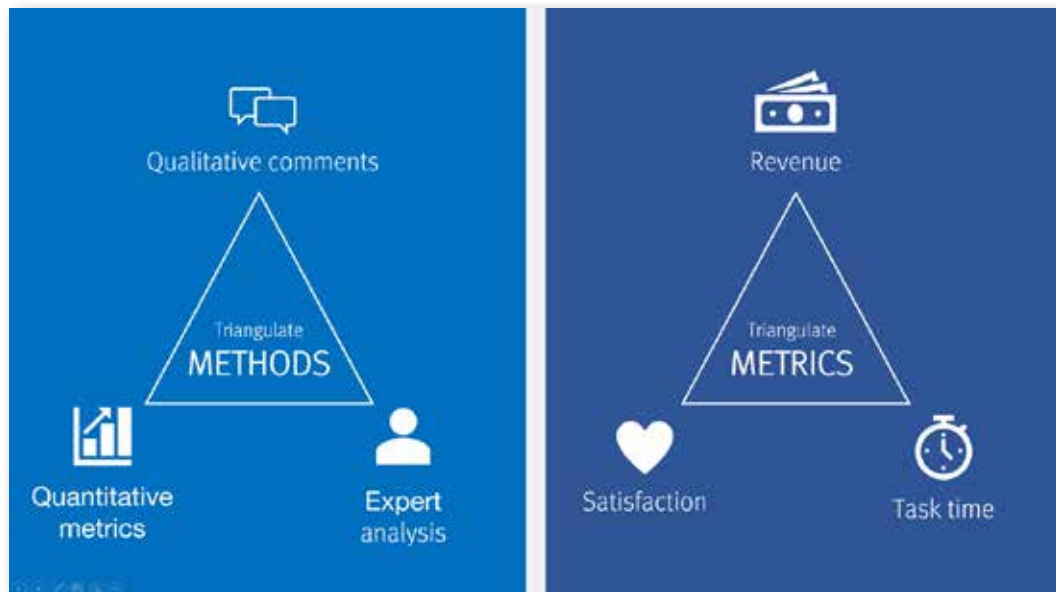 Qualitative comments
Triangulate
METHODS
Quantitative
metrics
Expert
analysis
Revenue
Triangulate
METRICS
Satisfaction
Task time